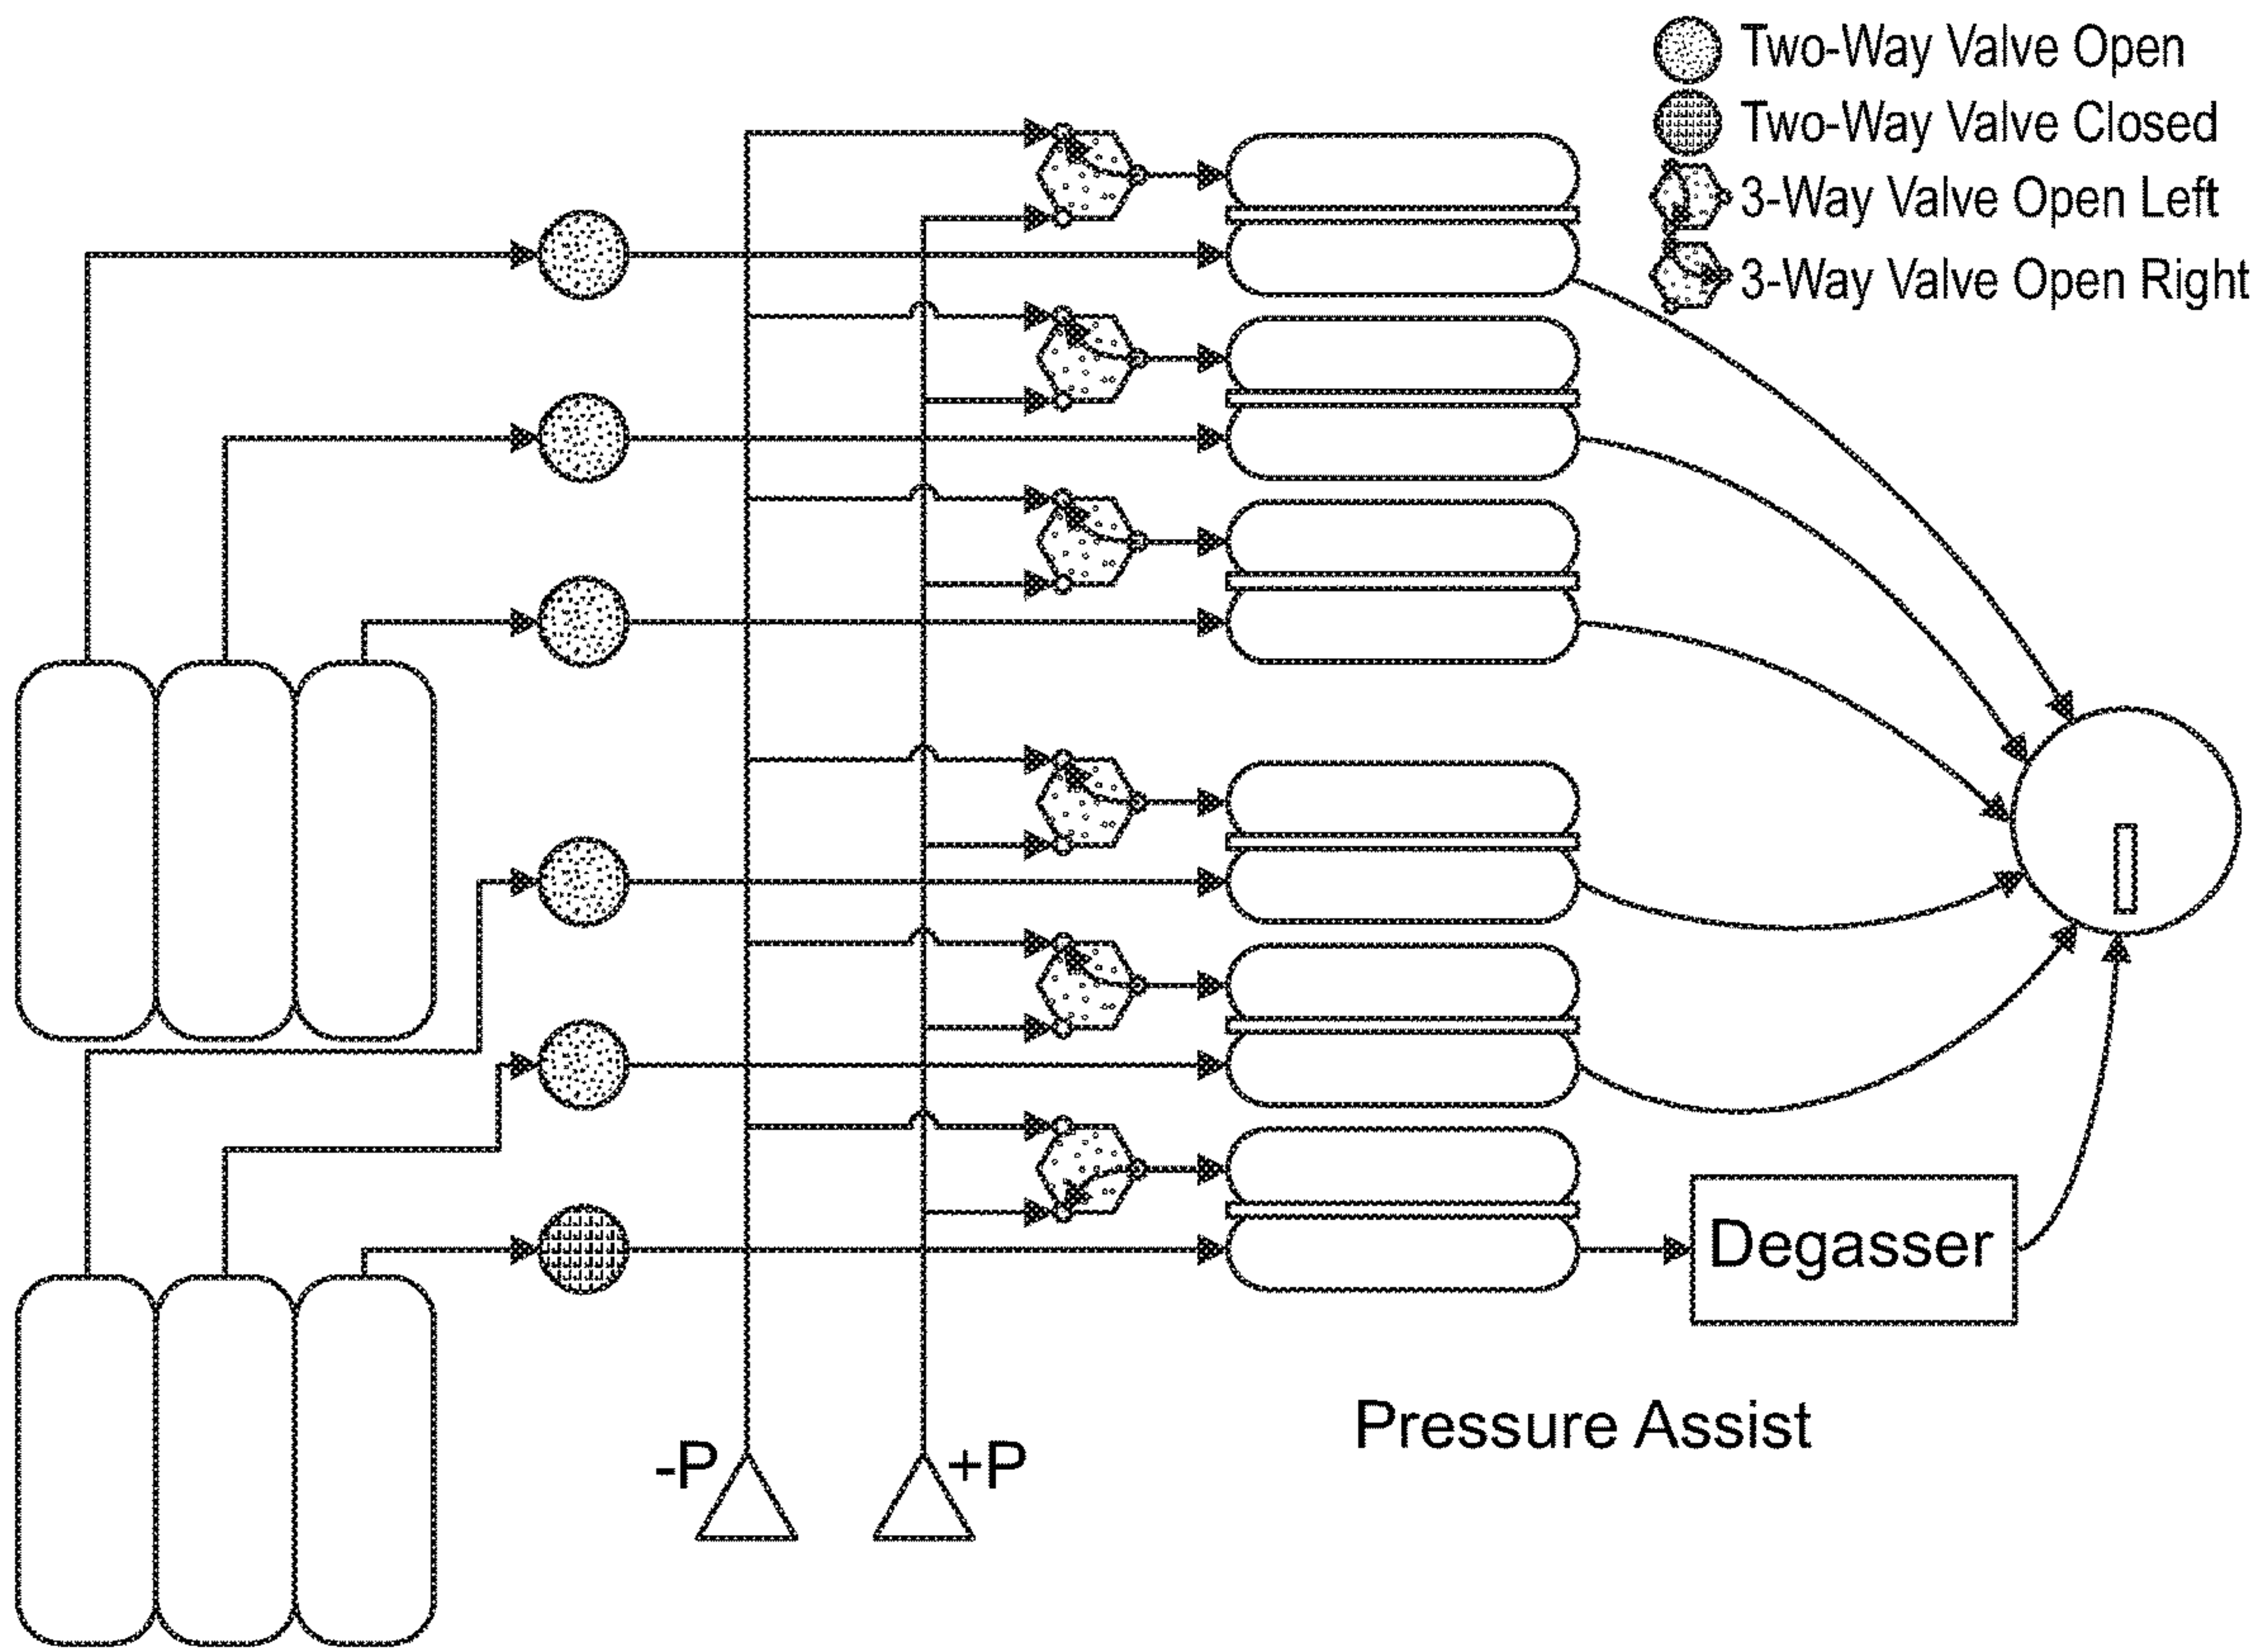 Two-Way Valve Open
Two-Way Valve Closed
3-Way Valve Open Left
3-Way Valve Open Right
Degasser
Pressure Assist
-P
+P